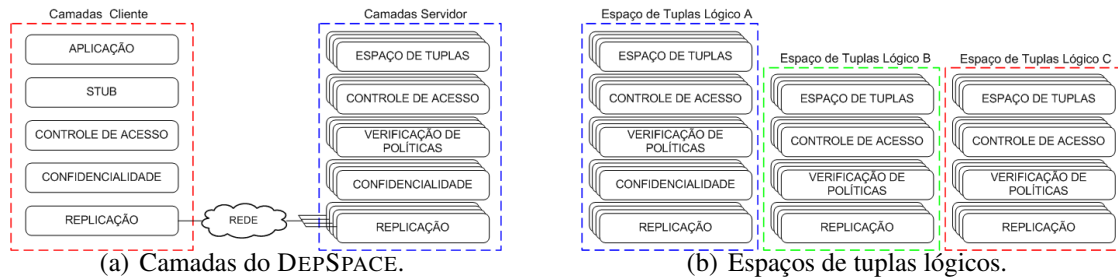 Camadas Cliente
APLICAÇÃO
STUB
CONTROLE DE ACESSO
CONFIDENCIALIDADE
REPLICAÇÃO
REDE
Camadas Servidor
ESPAÇO DE TUPLAS
CONTROLE DE ACESSO
VERIFICAÇÃO DE
POLÍTICAS
CONFIDENCIALIDADE
REPLICAÇÃO
(a) Camadas do DEPSPACE.
Espaço de Tuplas Lógico A
ESPAÇO DE TUPLAS
CONTROLE DE ACESSO
VERIFICAÇÃO DE
POLÍTICAS
CONFIDENCIALIDADE
REPLICAÇÃO
Espaço de Tuplas Lógico B
ESPAÇO DE TUPLAS
CONTROLE DE ACESSO
VERIFICAÇÃO DE
POLÍTICAS
REPLICAÇÃO
Espaço de Tuplas Lógico C
ESPAÇO DE TUPLAS
CONTROLE DE ACESSO
VERIFICAÇÃO DE
POLÍTICAS
REPLICAÇÃO
(b) Espaços de tuplas lógicos.